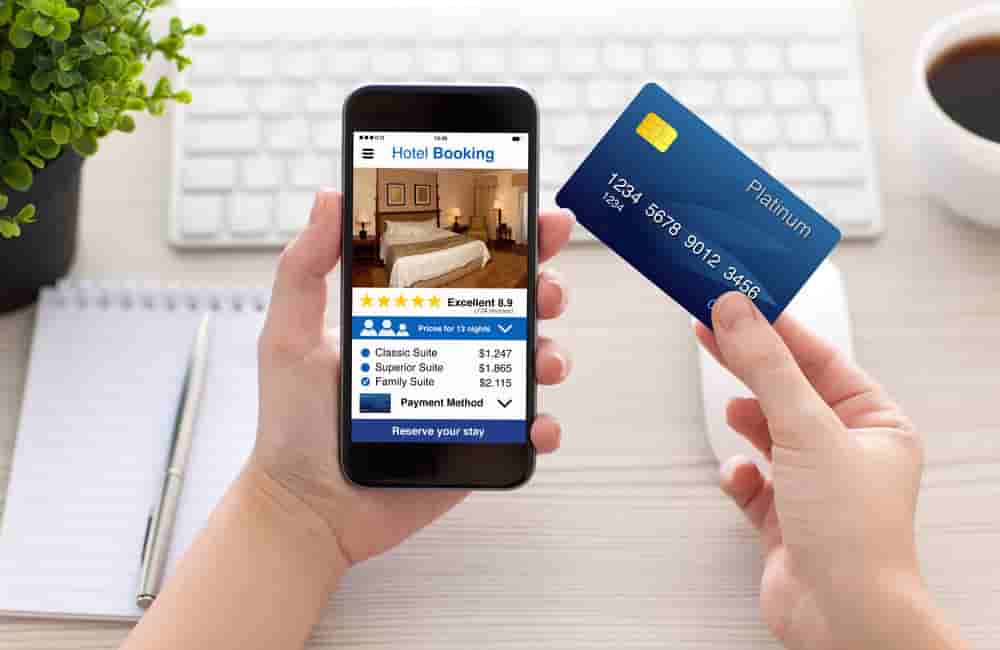 Hotel Booking
Excellent 8.9
Prices for 13 nights
Classic Suite $1.247
Superior Suite $1.865
Family Suite $2.115
Payment Method
Reserve your stay
Platinum
1234 5678 9012 3456
1234